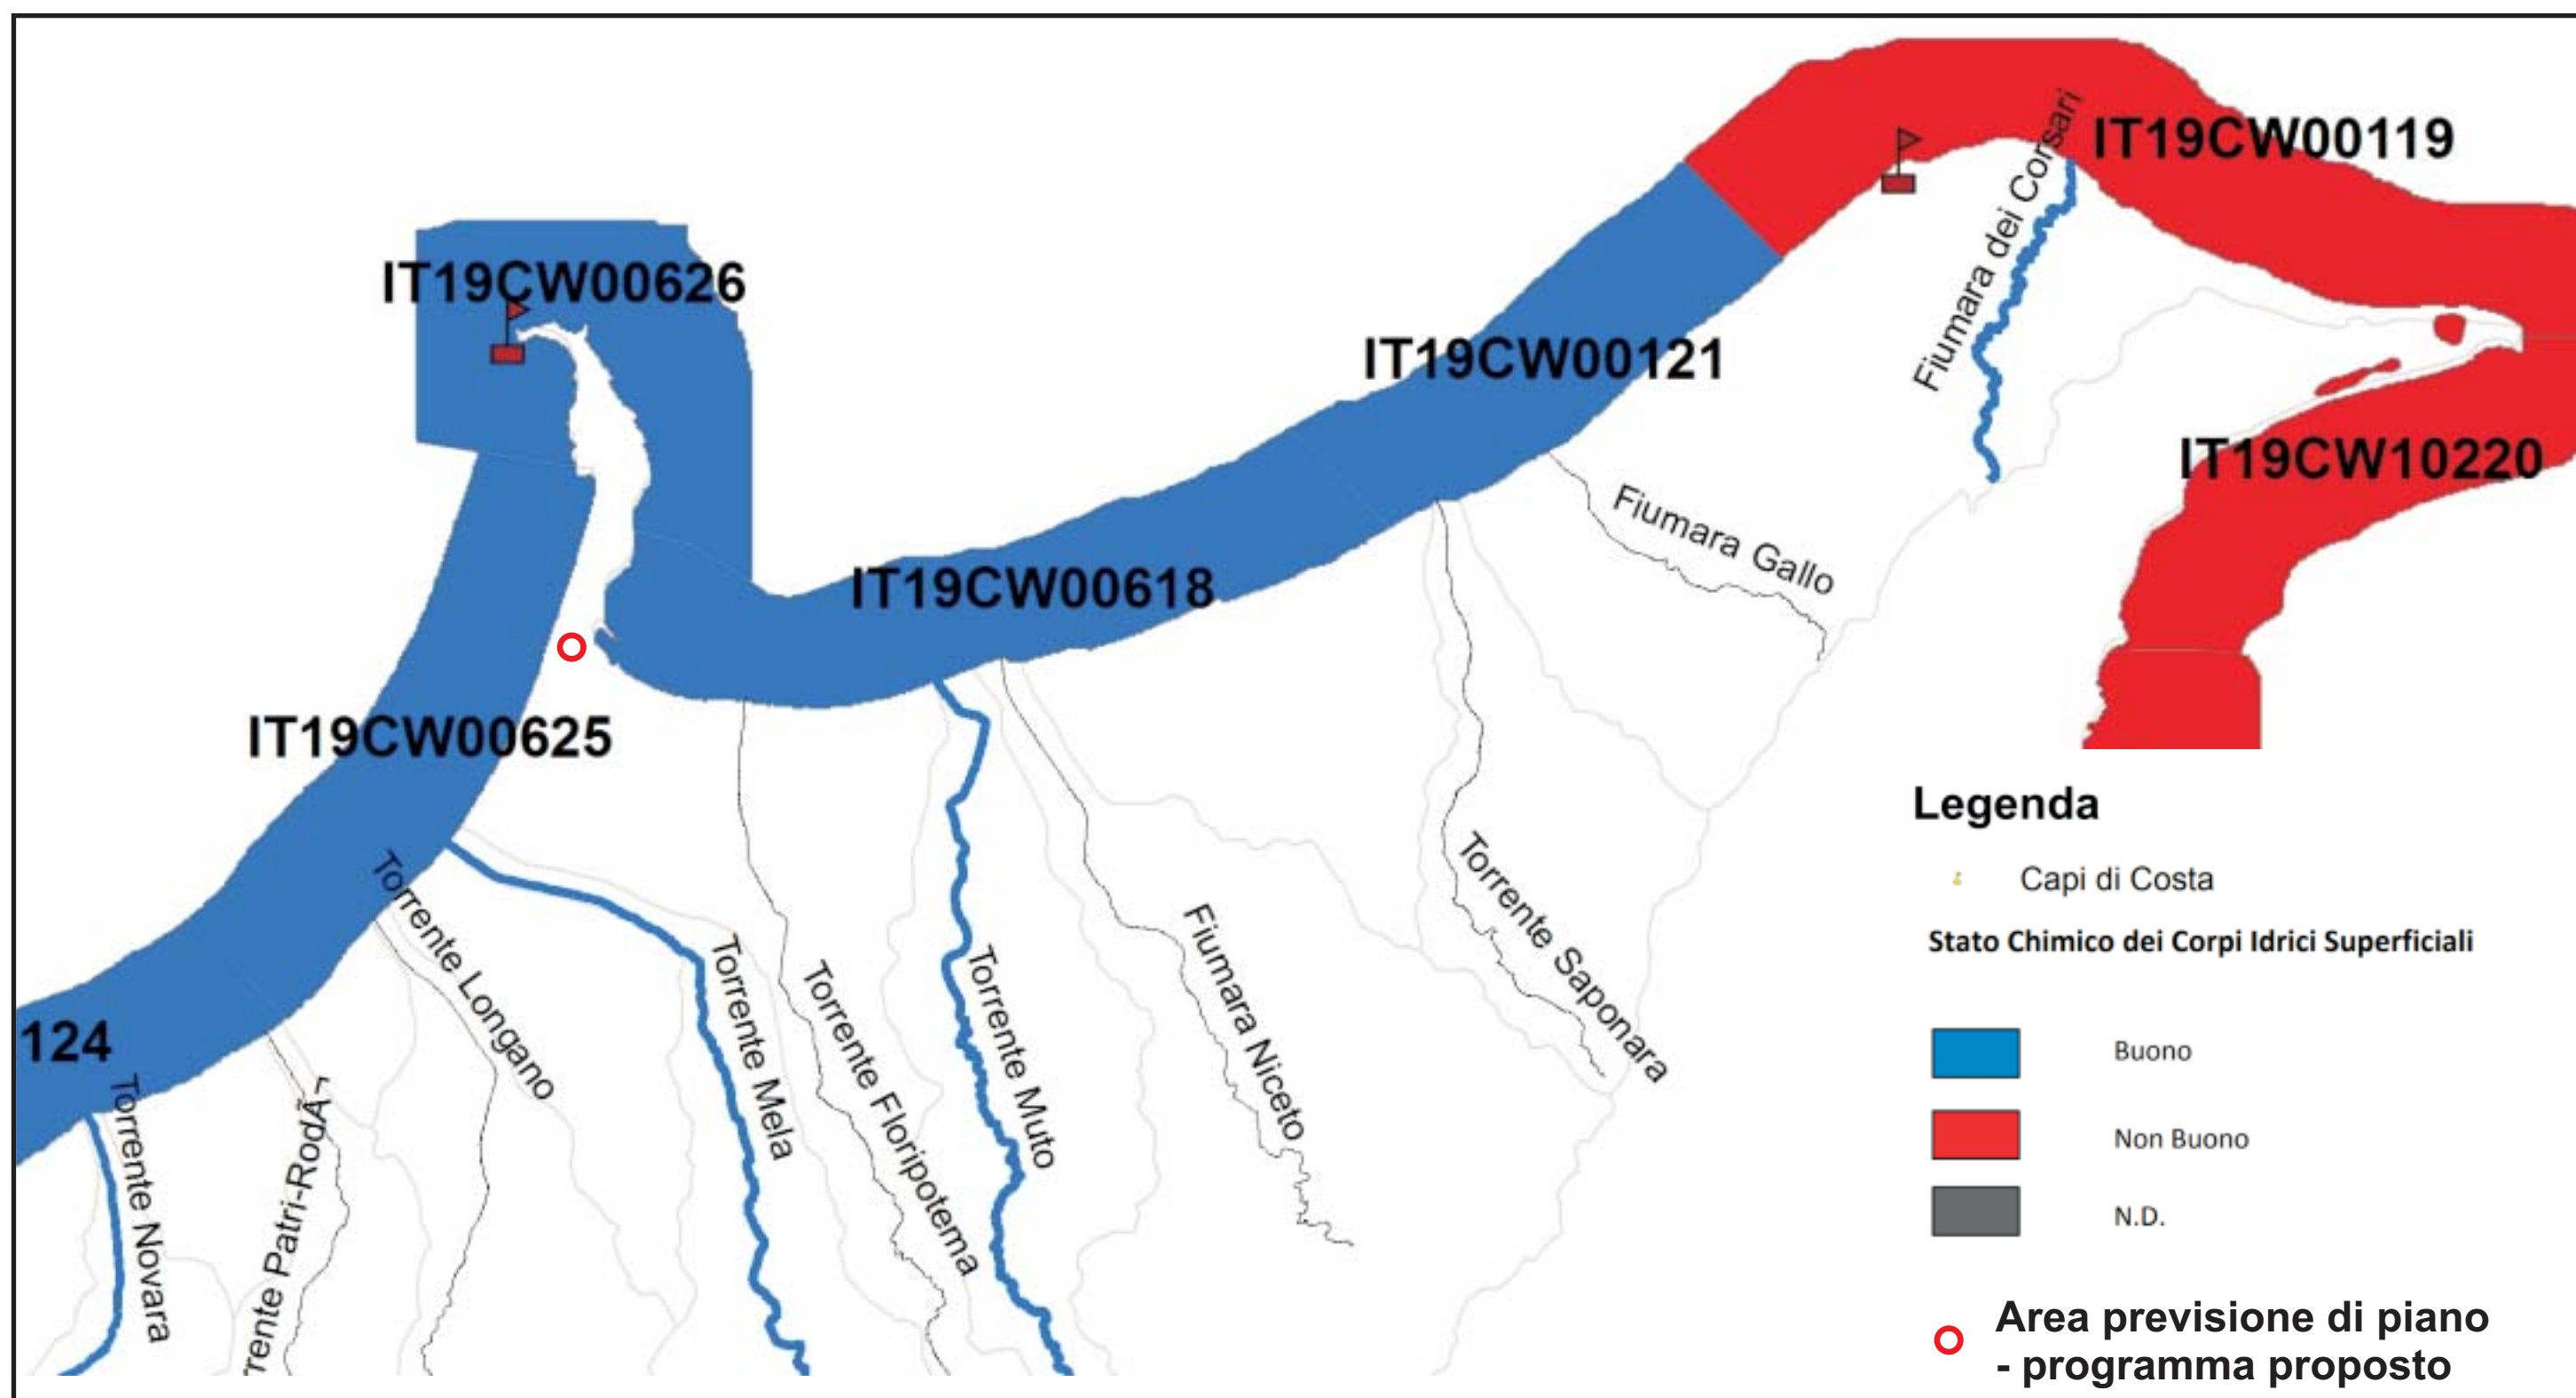 IT19CW00119
Fiumara dei Corsari
IT19CW00626
IT19CW00121
IT19CW10220
Fiumara Gallo
IT19CW00618
IT19CW00625
Torrente Longano
Torrente Saponara
Torrente Mela
Torrente Floripotema
Torrente Muto
Fiumara Niceto
124
Torrente Novara
rrente Patri-RodÃ¬
Legenda
Capi di Costa
Stato Chimico dei Corpi Idrici Superficiali
Buono
Non Buono
N.D.
Area previsione di piano
- programma proposto